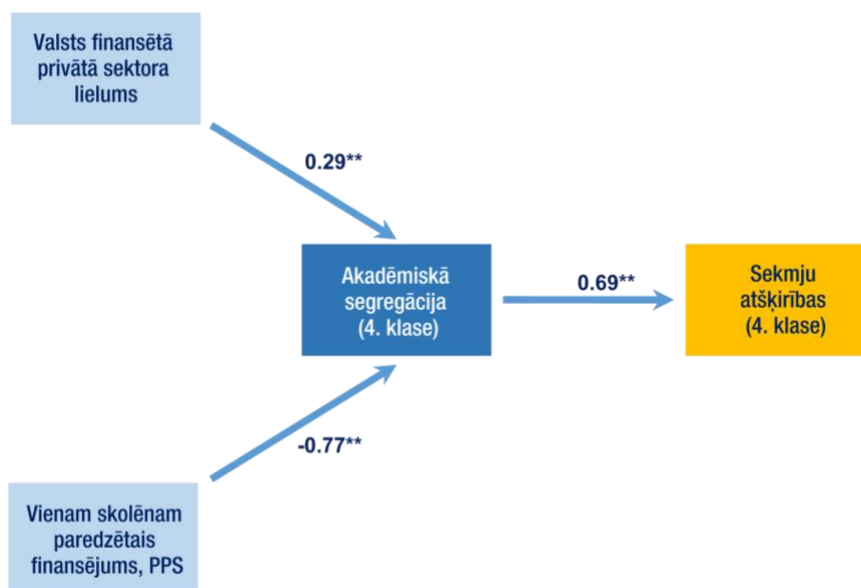 Valsts finansētā
privātā sektora
lielums
0.29**
Akadēmiskā
segregācija
(4. klase)
0.69**
Sekmju
atšķirības
(4. klase)
-0.77**
Vienam skolēnam
paredzētais
finansējums, PPS